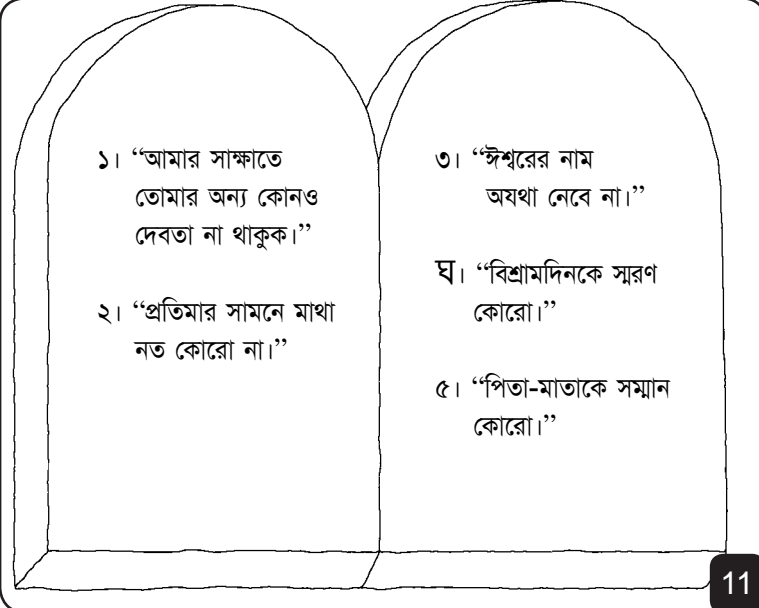 ১। “আমার সাক্ষাতে
তোমার অন্য কোনও
দেবতা না থাকুক।”
২। “প্রতিমার সামনে মাথা
নত কোরো না।”
৩। “ঈশ্বরের নাম
অযথা নেবে না।”
ঘ। “বিশ্রামদিনকে স্মরণ
কোরো।”
৫। “পিতা-মাতাকে সম্মান
কোরো।”
11